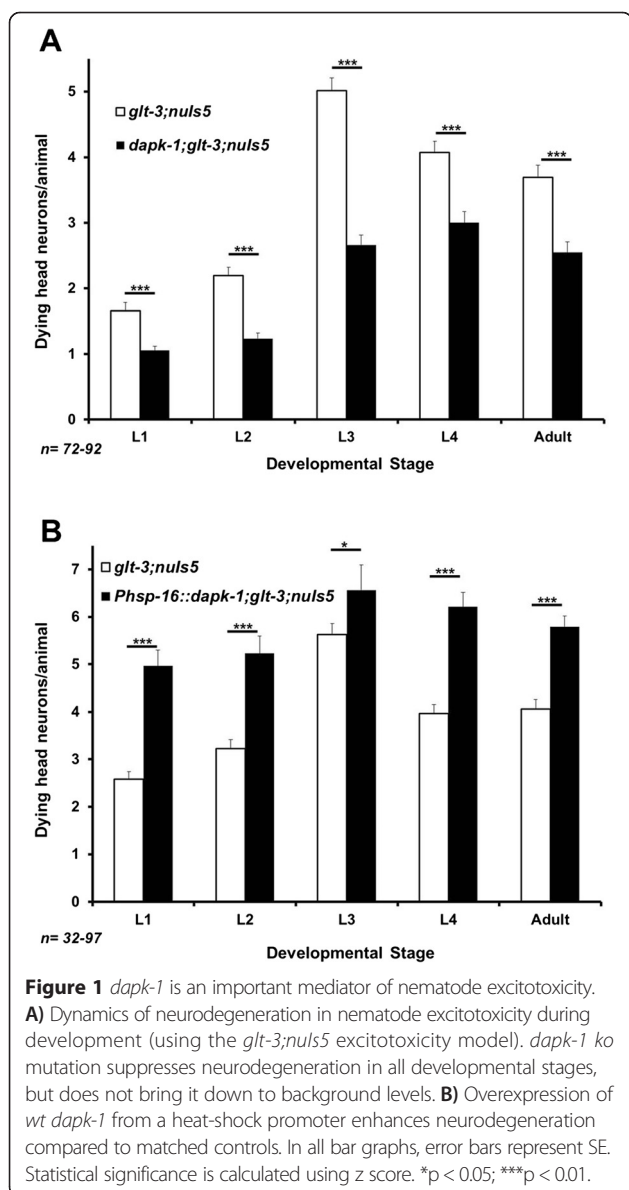 A
Dying head neurons/animal
5
4
3
2
1
0
glt-3;nuIs5
dapk-1;glt-3;nuIs5
***
***
***
***
***
L1
L2
L3
L4
Adult
n= 72-92
Developmental Stage
B
Dying head neurons/animal
7
6
5
4
3
2
1
0
glt-3;nuIs5
Phsp-16::dapk-1;glt-3;nuIs5
***
***
*
***
***
L1
L2
L3
L4
Adult
n= 32-97
Developmental Stage
Figure 1 dapk-1 is an important mediator of nematode excitotoxicity.
A) Dynamics of neurodegeneration in nematode excitotoxicity during
development (using the glt-3;nuIs5 excitotoxicity model). dapk-1 ko
mutation suppresses neurodegeneration in all developmental stages,
but does not bring it down to background levels. B) Overexpression of
wt dapk-1 from a heat-shock promoter enhances neurodegeneration
compared to matched controls. In all bar graphs, error bars represent SE.
Statistical significance is calculated using z score. *p < 0.05; ***p < 0.01.